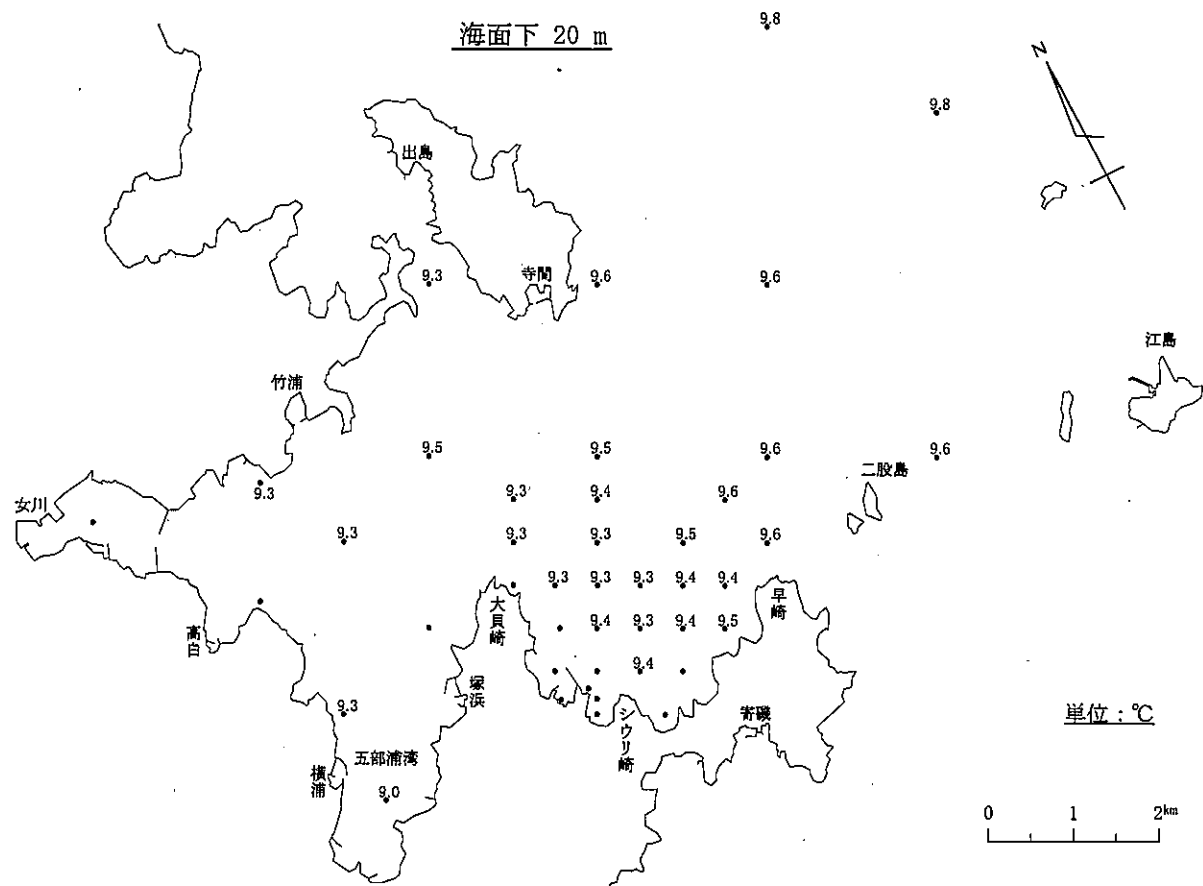 海面下 20 m
9.8
N
9.8
出島
9.3
寺間
9.6
9.6
江島
竹浦
9.5
9.5
9.6
9.6
二股島
女川
9.3
9.3
9.4
9.6
9.3
9.3
9.3
9.5
9.6
9.3
9.3
9.3
9.4
9.4
大貝崎
早崎
高白
9.4
9.3
9.4
9.5
9.4
塚浜
9.3
シウリ崎
寄磯
単位：℃
五部浦湾
横浦
9.0
0 1 2km